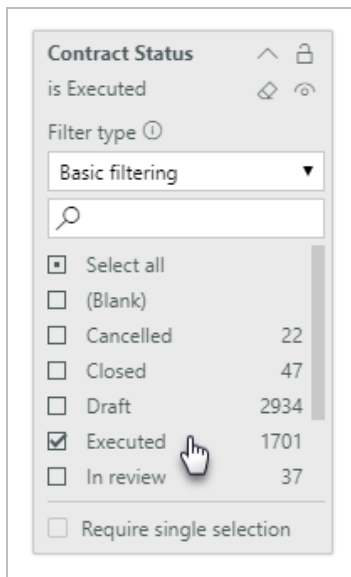 Contract Status
is Executed
Filter type
Basic filtering
Select all
(Blank)
Cancelled 22
Closed 47
Draft 2934
Executed 1701
In review 37
Require single selection